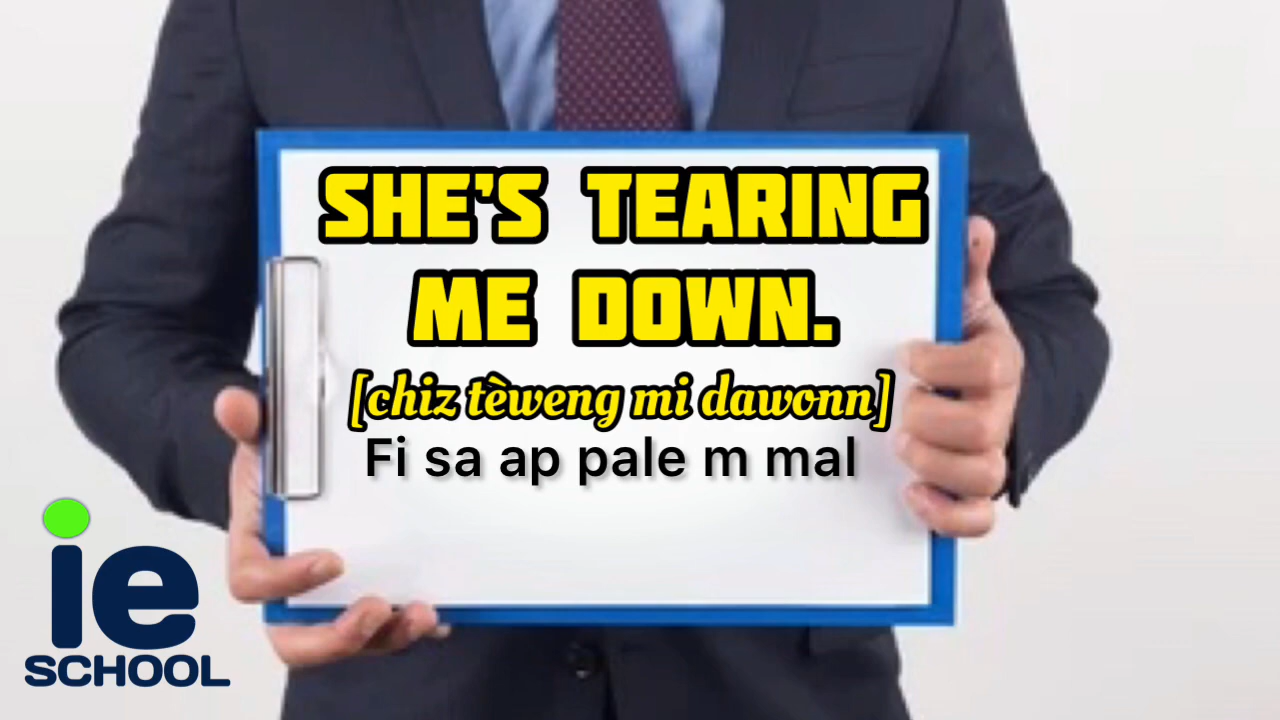 SHE'S TEARING
ME DOWN.
[chiz tèweng mi dawonn]
Fi sa ap pale m mal
ie
SCHOOL